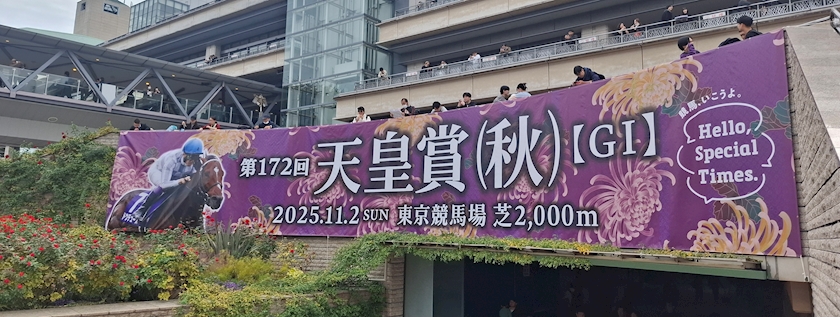 第172回 天皇賞(秋)【GI】
2025.11.2 SUN 東京競馬場 芝2,000m
競馬、いこうよ。
Hello,
Special
Times.